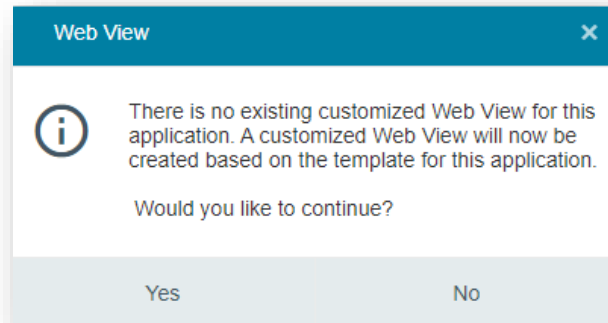 Web View
There is no existing customized Web View for this
application. A customized Web View will now be
created based on the template for this application.
Would you like to continue?
Yes No